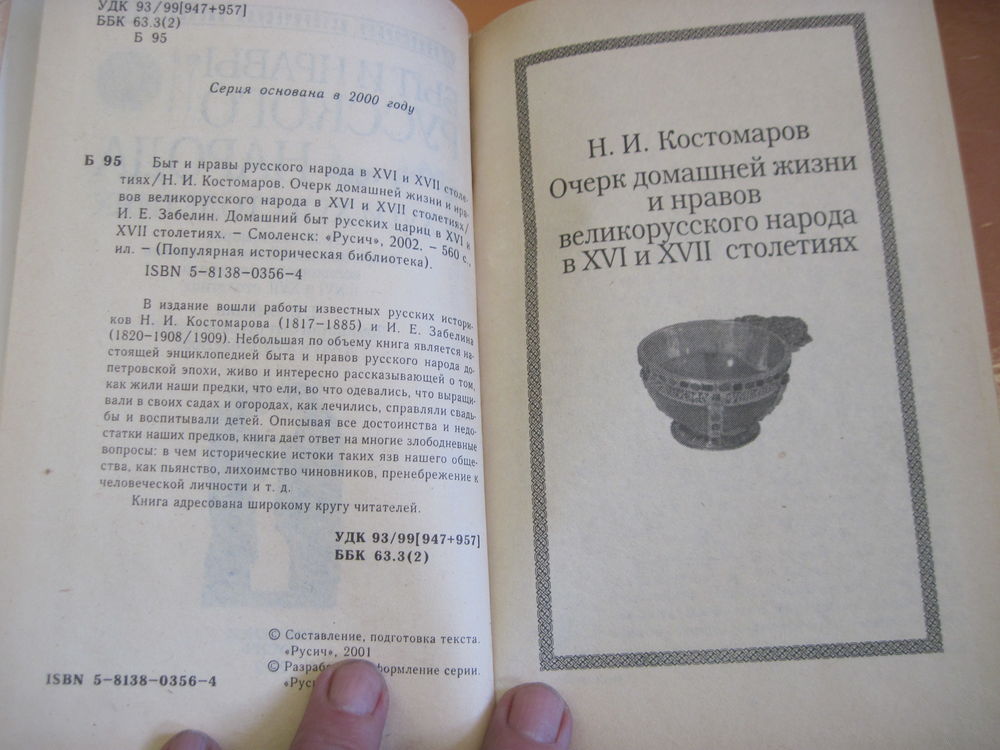 УДК 93/99[947+957]
ББК 63.3(2)
Б 95
Серия основана в 2000 году
Б 95 Быт и нравы русского народа в XVI и XVII столе-
тиях/Н. И. Костомаров. Очерк домашней жизни и нра-
вов великорусского народа в XVI и XVII столетиях/
И. Е. Забелин. Домашний быт русских цариц в XVI и
XVII столетиях. – Смоленск: «Русич», 2002. – 560 с.,
ил. – (Популярная историческая библиотека).
ISBN 5-8138-0356-4
В издание вошли работы известных русских истори-
ков Н. И. Костомарова (1817–1885) и И. Е. Забелина
(1820–1908/1909). Небольшая по объему книга является на-
стоящей энциклопедией быта и нравов русского народа до-
петровской эпохи, живо и интересно рассказывающей о том,
как жили наши предки, что ели, во что одевались, что выращи-
вали в своих садах и огородах, как лечились, справляли свадь-
бы и воспитывали детей. Описывая все достоинства и недо-
статки наших предков, книга дает ответ на многие злободневные
вопросы: в чем исторические истоки таких язв нашего обще-
ства, как пьянство, лихоимство чиновников, пренебрежение к
человеческой личности и т. д.
Книга адресована широкому кругу читателей.
УДК 93/99[947+957]
ББК 63.3(2)
© Составление, подготовка текста.
«Русич», 2001
© оформление серии.
ISBN 5-8138-0356-4
Н. И. Костомаров
Очерк домашней жизни
и нравов
великорусского народа
в XVI и XVII столетиях